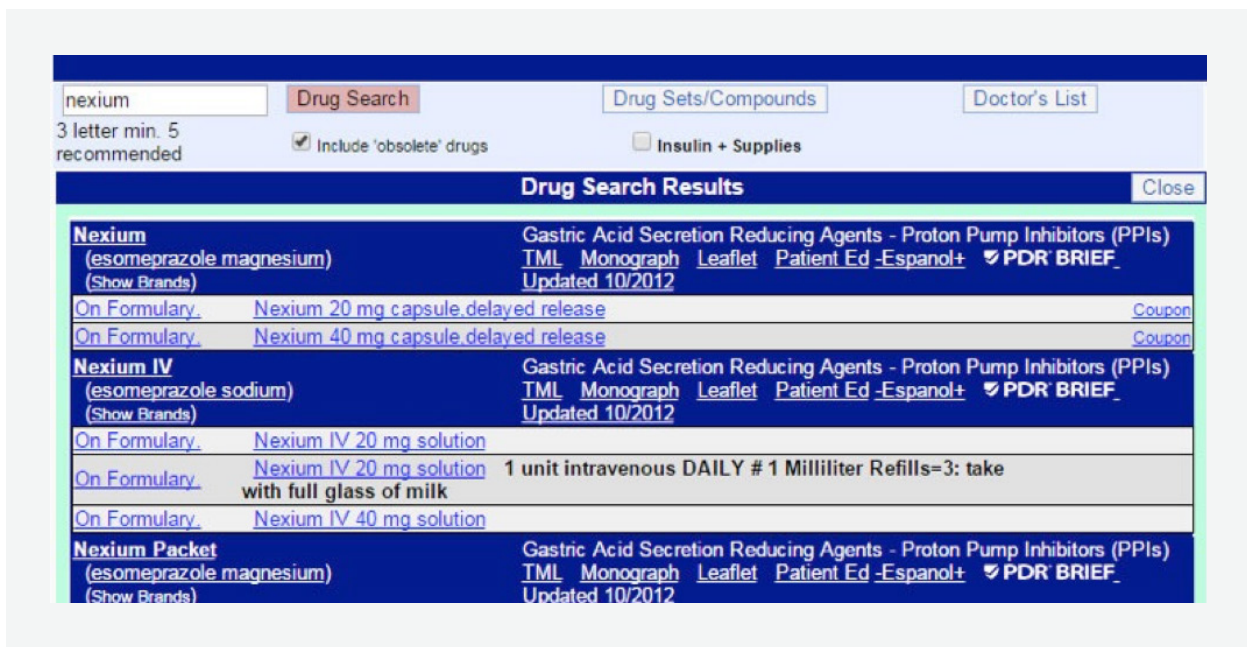 nexium Drug Search Drug Sets/Compounds Doctor's List
3 letter min. 5
recommended
Include 'obsolete' drugs Insulin + Supplies
Drug Search Results Close
Nexium Gastric Acid Secretion Reducing Agents - Proton Pump Inhibitors (PPIs)
(esomeprazole magnesium) TML Monograph Leaflet Patient Ed -Espanol+ PDR BRIEF
(Show Brands) Updated 10/2012
On Formulary. Nexium 20 mg capsule,delayed release Coupon
On Formulary. Nexium 40 mg capsule,delayed release Coupon
Nexium IV Gastric Acid Secretion Reducing Agents - Proton Pump Inhibitors (PPIs)
(esomeprazole sodium) TML Monograph Leaflet Patient Ed -Espanol+ PDR BRIEF
(Show Brands) Updated 10/2012
On Formulary. Nexium IV 20 mg solution
On Formulary. Nexium IV 20 mg solution 1 unit intravenous DAILY # 1 Milliliter Refills=3: take
with full glass of milk
On Formulary. Nexium IV 40 mg solution
Nexium Packet Gastric Acid Secretion Reducing Agents - Proton Pump Inhibitors (PPIs)
(esomeprazole magnesium) TML Monograph Leaflet Patient Ed -Espanol+ PDR BRIEF
(Show Brands) Updated 10/2012